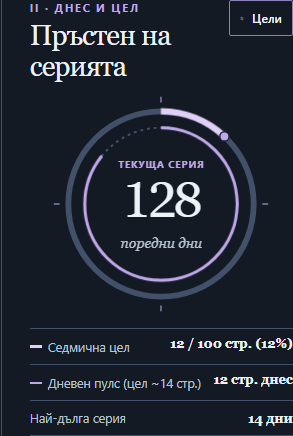 II · ДНЕС И ЦЕЛ
Цели
Пръстен на
серията
ТЕКУЩА СЕРИЯ
128
поредни дни
Седмична цел 12 / 100 стр. (12%)
Дневен пулс (цел ~14 стр.) 12 стр. днес
Най-дълга серия 14 дни